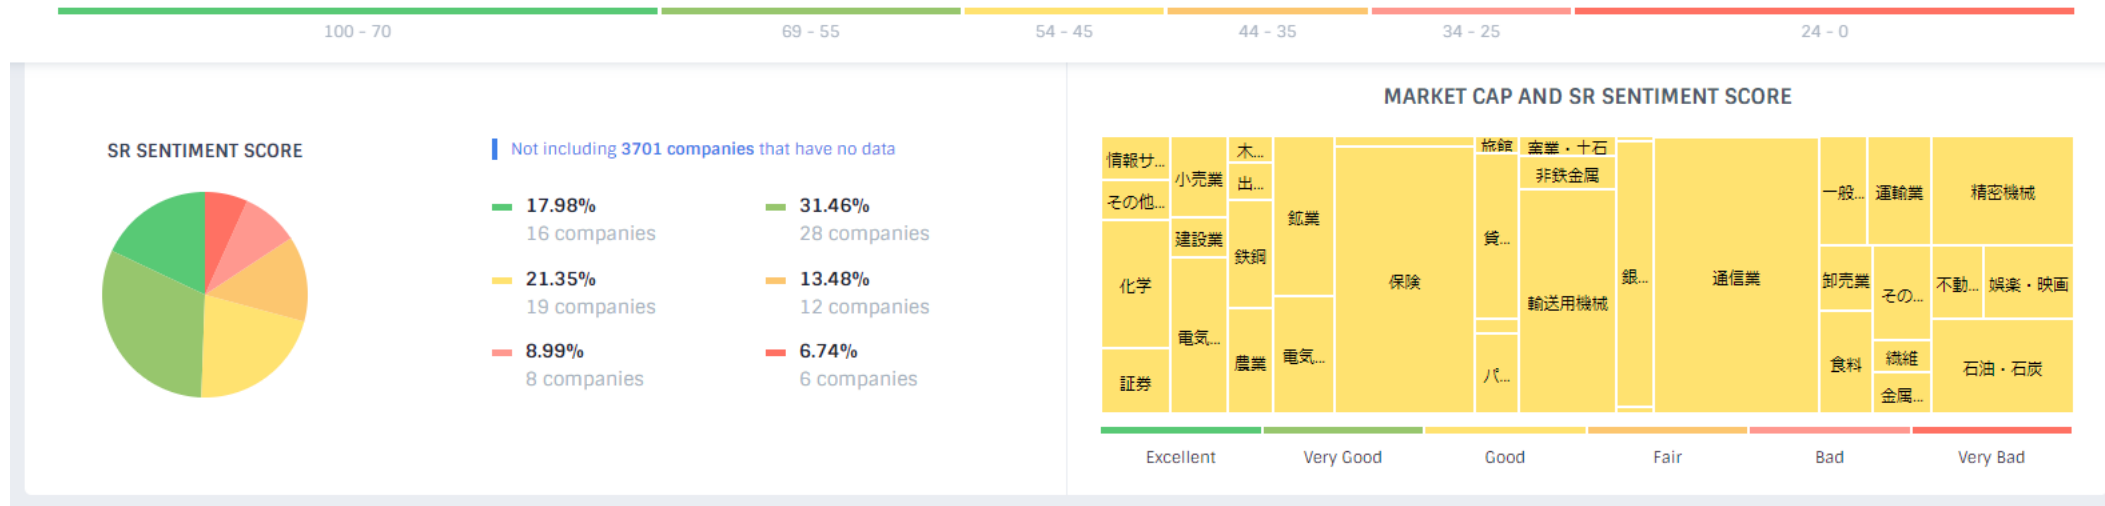 100 - 70
69 - 55
54 - 45
44 - 35
34 - 25
24 - 0
SR SENTIMENT SCORE
Not including 3701 companies that have no data
17.98%
16 companies
31.46%
28 companies
21.35%
19 companies
13.48%
12 companies
8.99%
8 companies
6.74%
6 companies
MARKET CAP AND SR SENTIMENT SCORE
情報サ...
その他...
化学
証券
小売業
建設業
電気...
木...
出...
鉄鋼
農業
鉱業
電気...
保険
旅館
貸...
パ...
窯業・土石
非鉄金属
輸送用機械
銀...
通信業
一般...
運輸業
精密機械
卸売業
食料
その...
繊維
金属...
不動...
娯楽・映画
石油・石炭
Excellent
Very Good
Good
Fair
Bad
Very Bad